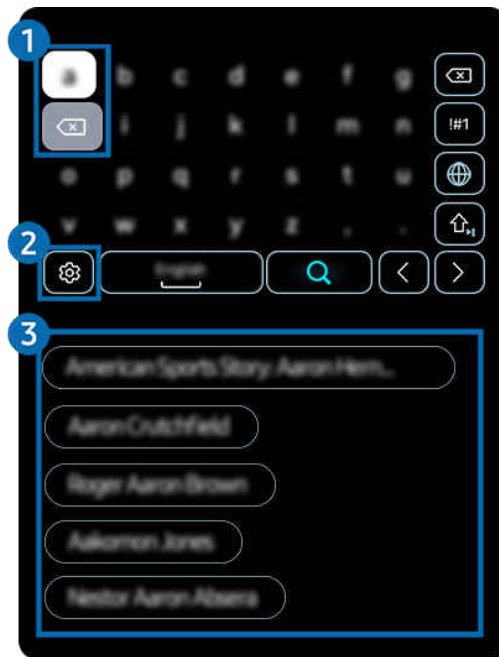 1
a b c d e f g
i j k l m n !#1
o p q r s t u
v w x y z , .
2
English
3
American Sports Story: Aaron Hern...
Aaron Crutchfield
Roger Aaron Brown
Aakomon Jones
Nestor Aaron Absera